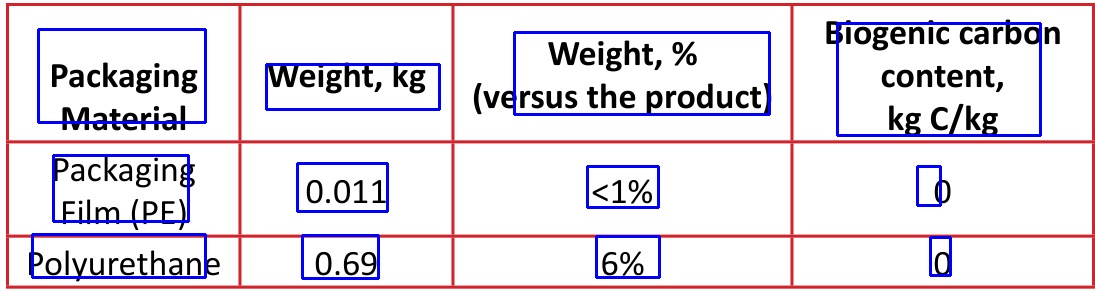 Packaging
Material
Weight, kg
Weight, %
(versus the product)
Biogenic carbon
content,
kg C/kg
Packaging
Film (PE)
0.011
<1%
0
Polyurethane
0.69
6%
0